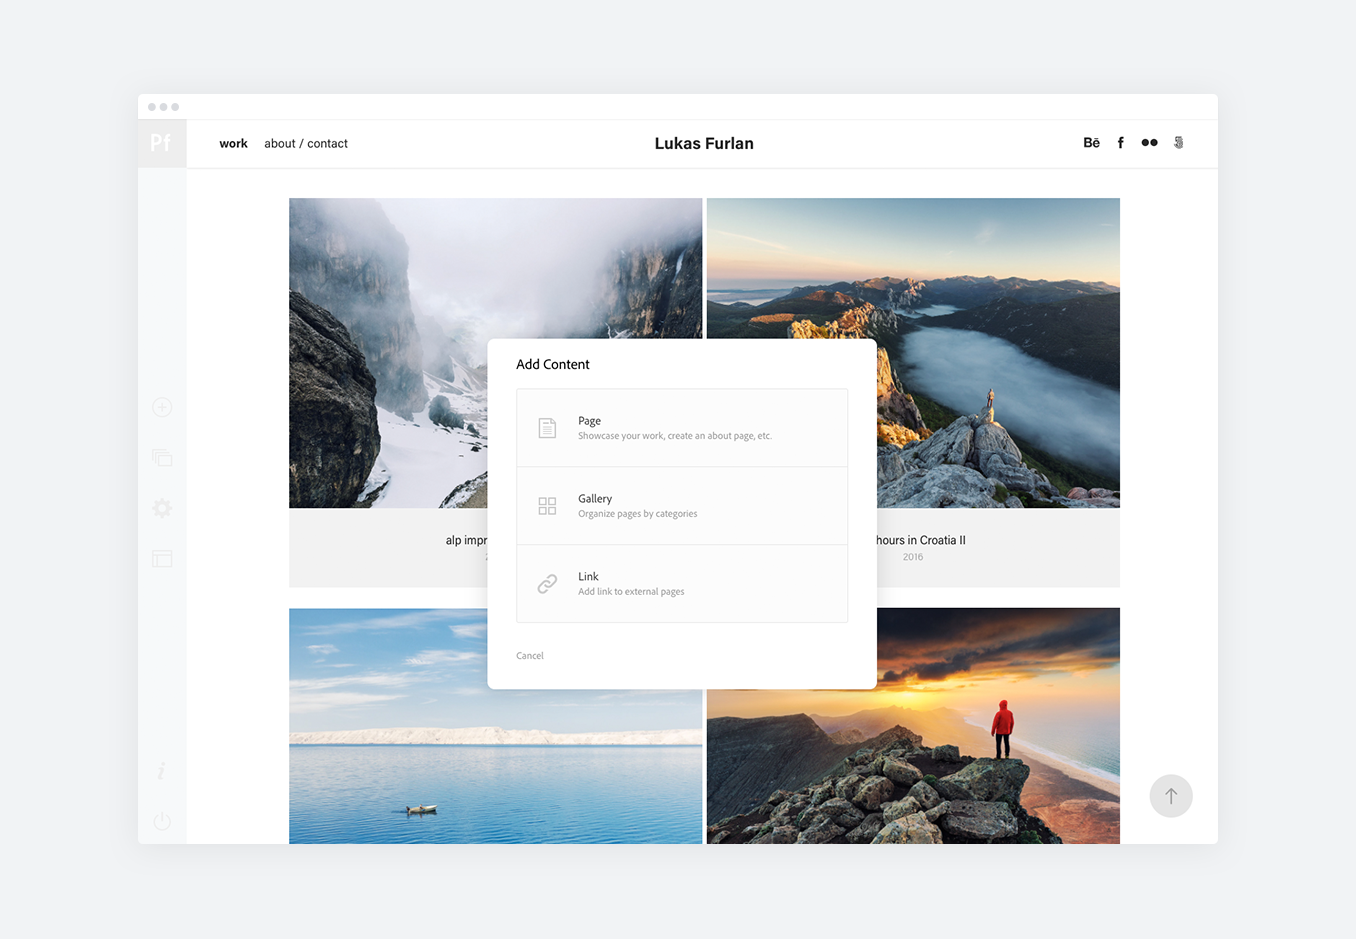 Pf
work about / contact
Lukas Furlan
Bē f
Add Content
Page
Showcase your work, create an about page, etc.
Gallery
Organize pages by categories
Link
Add link to external pages
Cancel
alp impr
hours in Croatia II
2016